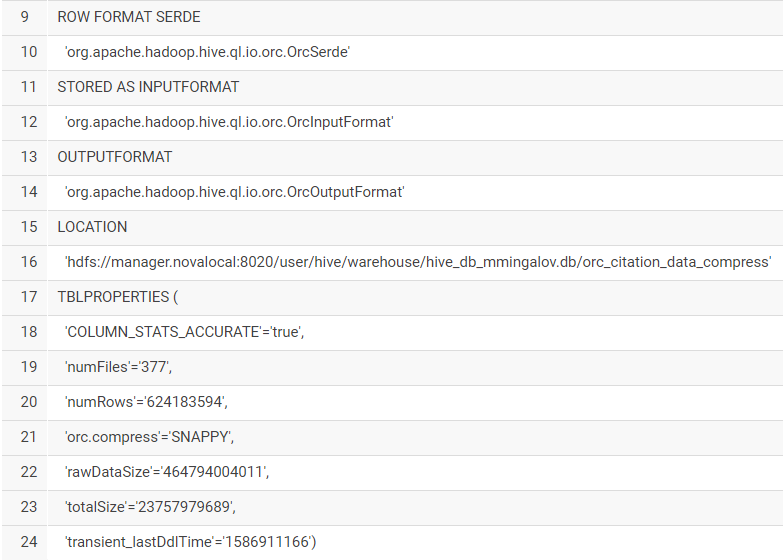 9 ROW FORMAT SERDE
10 'org.apache.hadoop.hive.ql.io.orc.OrcSerde'
11 STORED AS INPUTFORMAT
12 'org.apache.hadoop.hive.ql.io.orc.OrcInputFormat'
13 OUTPUTFORMAT
14 'org.apache.hadoop.hive.ql.io.orc.OrcOutputFormat'
15 LOCATION
16 'hdfs://manager.novalocal:8020/user/hive/warehouse/hive_db_mmingalov.db/orc_citation_data_compress'
17 TBLPROPERTIES (
18 'COLUMN_STATS_ACCURATE'='true',
19 'numFiles'='377',
20 'numRows'='624183594',
21 'orc.compress'='SNAPPY',
22 'rawDataSize'='464794004011',
23 'totalSize'='23757979689',
24 'transient_lastDdlTime'='1586911166')